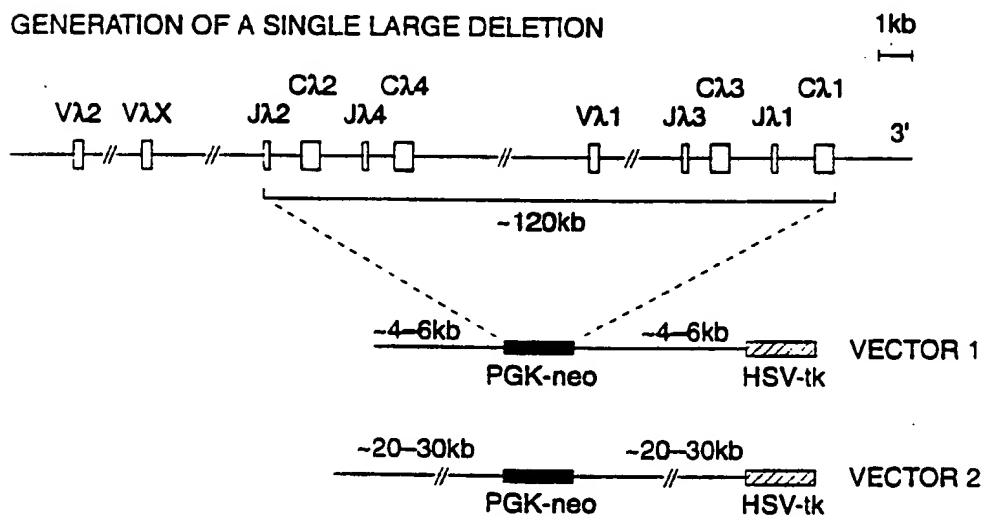 GENERATION OF A SINGLE LARGE DELETION
1kb
Vλ2 VλX Jλ2 Cλ2 Jλ4 Cλ4 Vλ1 Jλ3 Cλ3 Jλ1 Cλ1 3'
~120kb
~4–6kb ~4–6kb VECTOR 1
PGK-neo HSV-tk
~20–30kb ~20–30kb VECTOR 2
PGK-neo HSV-tk